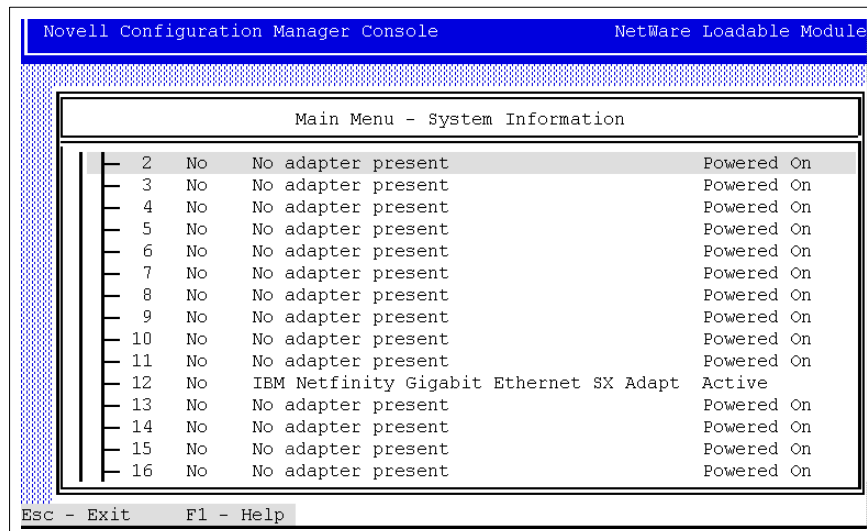 Novell Configuration Manager Console NetWare Loadable Module
Main Menu - System Information
2 No No adapter present Powered On
3 No No adapter present Powered On
4 No No adapter present Powered On
5 No No adapter present Powered On
6 No No adapter present Powered On
7 No No adapter present Powered On
8 No No adapter present Powered On
9 No No adapter present Powered On
10 No No adapter present Powered On
11 No No adapter present Powered On
12 No IBM Netfinity Gigabit Ethernet SX Adapt Active
13 No No adapter present Powered On
14 No No adapter present Powered On
15 No No adapter present Powered On
16 No No adapter present Powered On
Esc - Exit F1 - Help